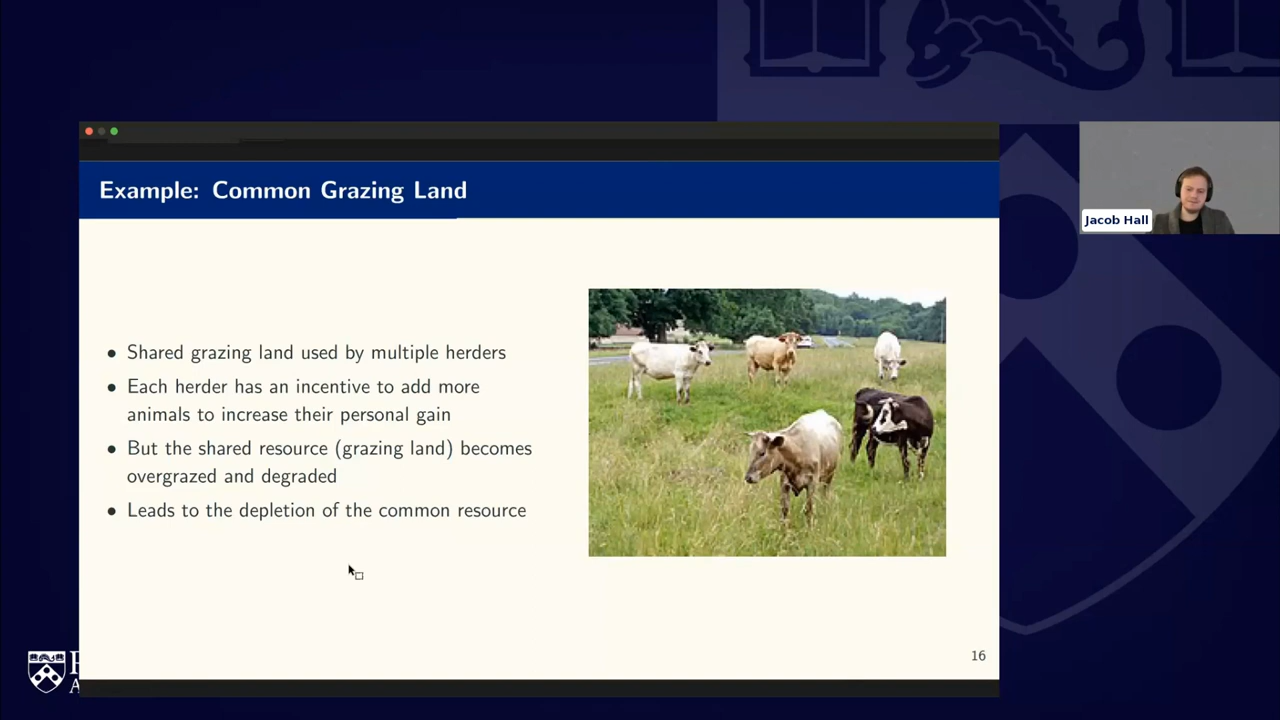 Example: Common Grazing Land
Jacob Hall
● Shared grazing land used by multiple herders
● Each herder has an incentive to add more
animals to increase their personal gain
● But the shared resource (grazing land) becomes
overgrazed and degraded
● Leads to the depletion of the common resource
16